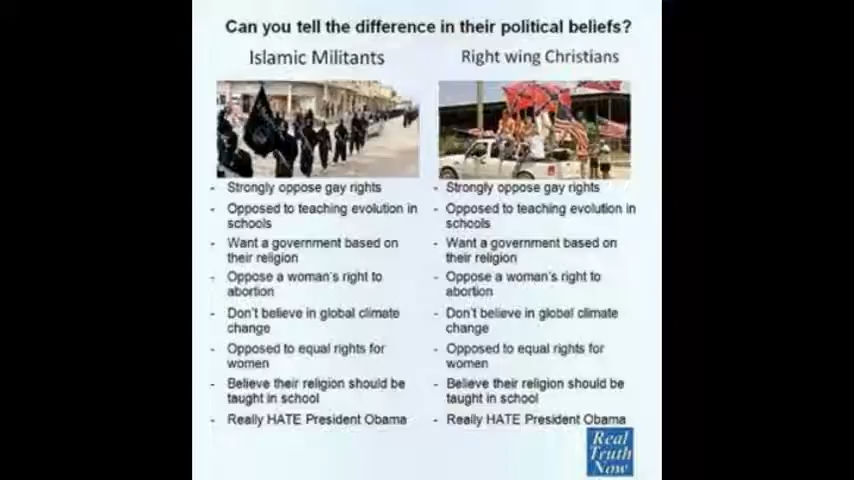 Can you tell the difference in their political beliefs?
Islamic Militants
Right wing Christians
- Strongly oppose gay rights
- Opposed to teaching evolution in
schools
- Want a government based on
their religion
- Oppose a woman's right to
abortion
- Don't believe in global climate
change
- Opposed to equal rights for
women
- Believe their religion should be
taught in school
- Really HATE President Obama
- Strongly oppose gay rights
- Opposed to teaching evolution in
schools
- Want a government based on
their religion
- Oppose a woman's right to
abortion
- Don't believe in global climate
change
- Opposed to equal rights for
women
- Believe their religion should be
taught in school
- Really HATE President Obama
Real
Truth
Now